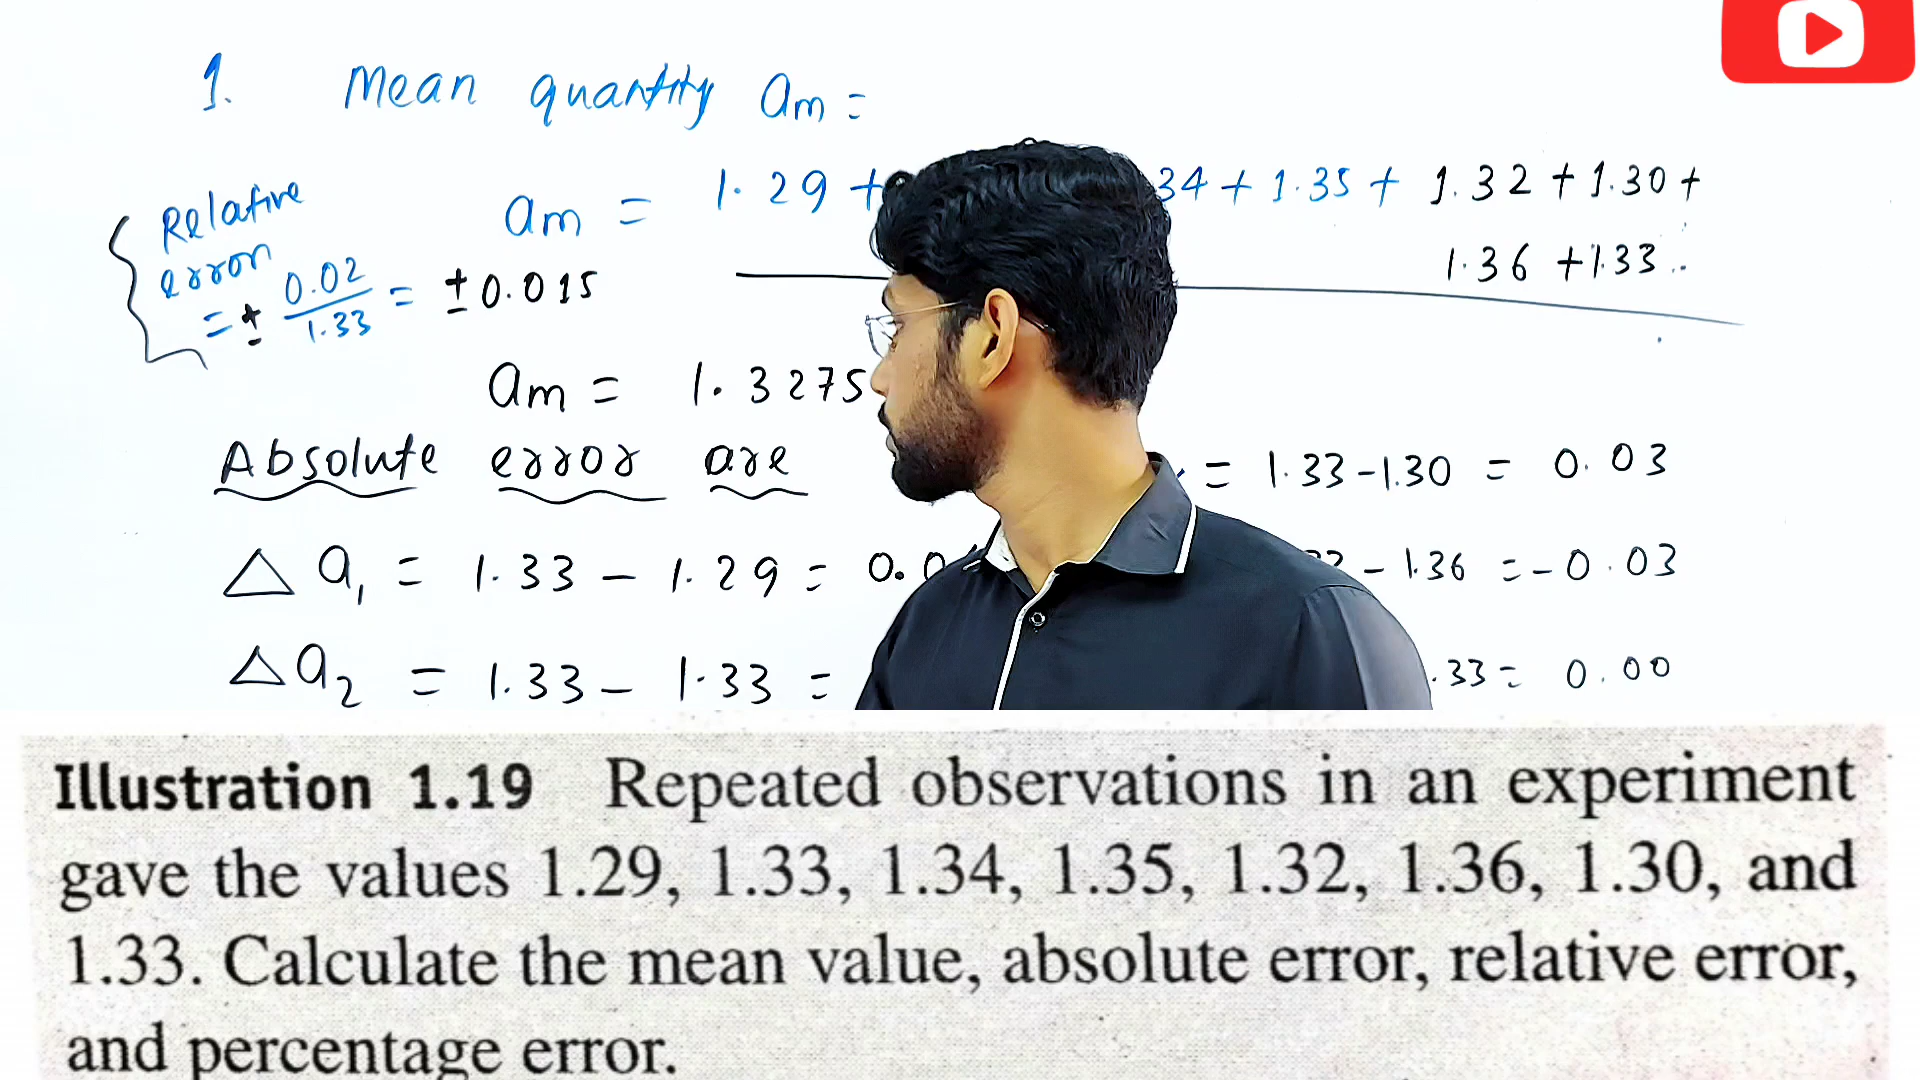 1. Mean quantity am =
am = 1.29 + 34 + 1.35 + 1.32 + 1.30 +
1.36 + 1.33
Relative
error
= ± 0.02/1.33 = ± 0.015
am = 1.3275
Absolute error are
= 1.33 - 1.30 = 0.03
△ a1 = 1.33 - 1.29 = 0.0
- 1.36 = - 0.03
△ a2 = 1.33 - 1.33 =
.33 = 0.00
Illustration 1.19 Repeated observations in an experiment
gave the values 1.29, 1.33, 1.34, 1.35, 1.32, 1.36, 1.30, and
1.33. Calculate the mean value, absolute error, relative error,
and percentage error.